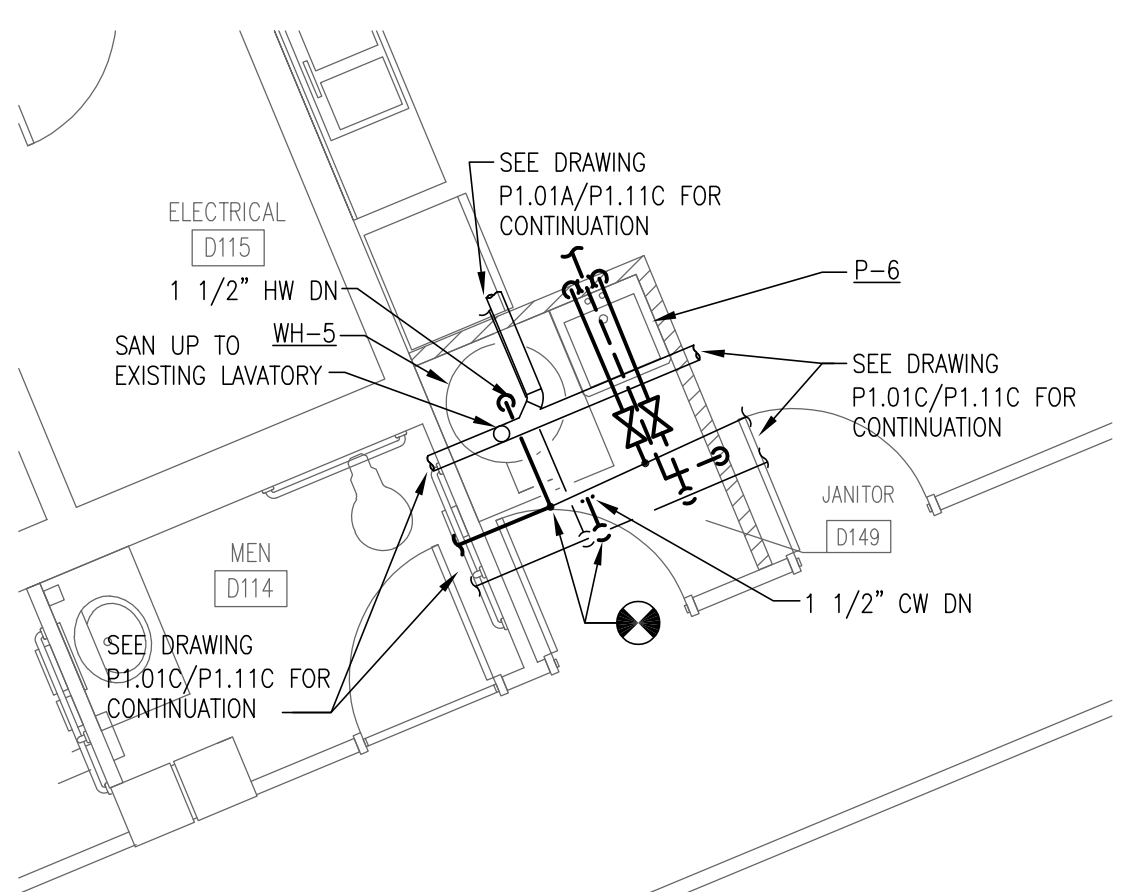 SEE DRAWING
P1.01A/P1.11C FOR
CONTINUATION
ELECTRICAL
D115
1 1/2" HW DN
P-6
WH-5
SAN UP TO
EXISTING LAVATORY
SEE DRAWING
P1.01C/P1.11C FOR
CONTINUATION
JANITOR
D149
MEN
D114
1 1/2" CW DN
SEE DRAWING
P1.01C/P1.11C FOR
CONTINUATION